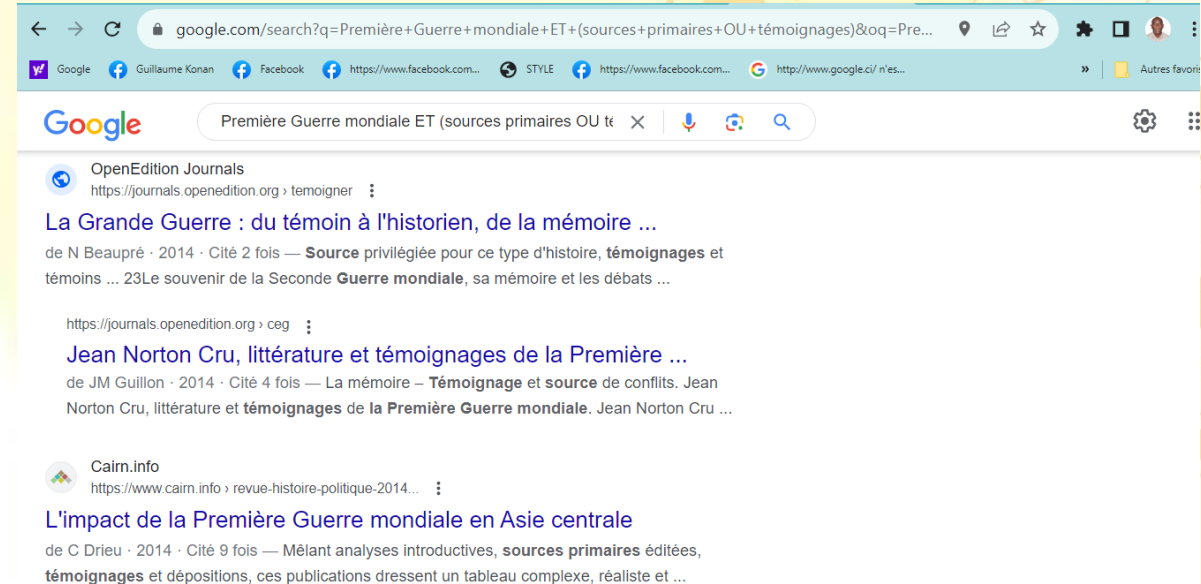 google.com/search?q=Première+Guerre+mondiale+ET+(sources+primaires+OU+témoignages)&oq=Pre...
Google Guillaume Konan Facebook https://www.facebook.com... STYLE https://www.facebook.com... http://www.google.ci/ n'es... » Autres favoris
Google Première Guerre mondiale ET (sources primaires OU té
OpenEdition Journals
https://journals.openedition.org › temoigner
La Grande Guerre : du témoin à l'historien, de la mémoire ...
de N Beaupré · 2014 · Cité 2 fois — Source privilégiée pour ce type d'histoire, témoignages et
témoins ... 23Le souvenir de la Seconde Guerre mondiale, sa mémoire et les débats ...
https://journals.openedition.org › ceg
Jean Norton Cru, littérature et témoignages de la Première ...
de JM Guillon · 2014 · Cité 4 fois — La mémoire – Témoignage et source de conflits. Jean
Norton Cru, littérature et témoignages de la Première Guerre mondiale. Jean Norton Cru ...
Cairn.info
https://www.cairn.info › revue-histoire-politique-2014...
L'impact de la Première Guerre mondiale en Asie centrale
de C Drieu · 2014 · Cité 9 fois — Mêlant analyses introductives, sources primaires éditées,
témoignages et dépositions, ces publications dressent un tableau complexe, réaliste et ...